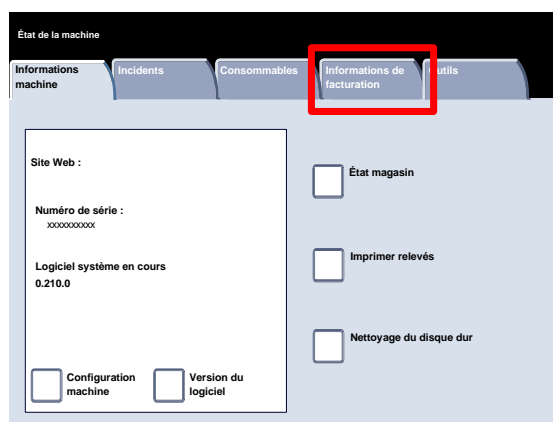 État de la machine
Informations machine
Incidents
Consommables
Informations de facturation
Outils
Site Web :
Numéro de série :
xxxxxxxxxx
Logiciel système en cours
0.210.0
Configuration machine
Version du logiciel
État magasin
Imprimer relevés
Nettoyage du disque dur